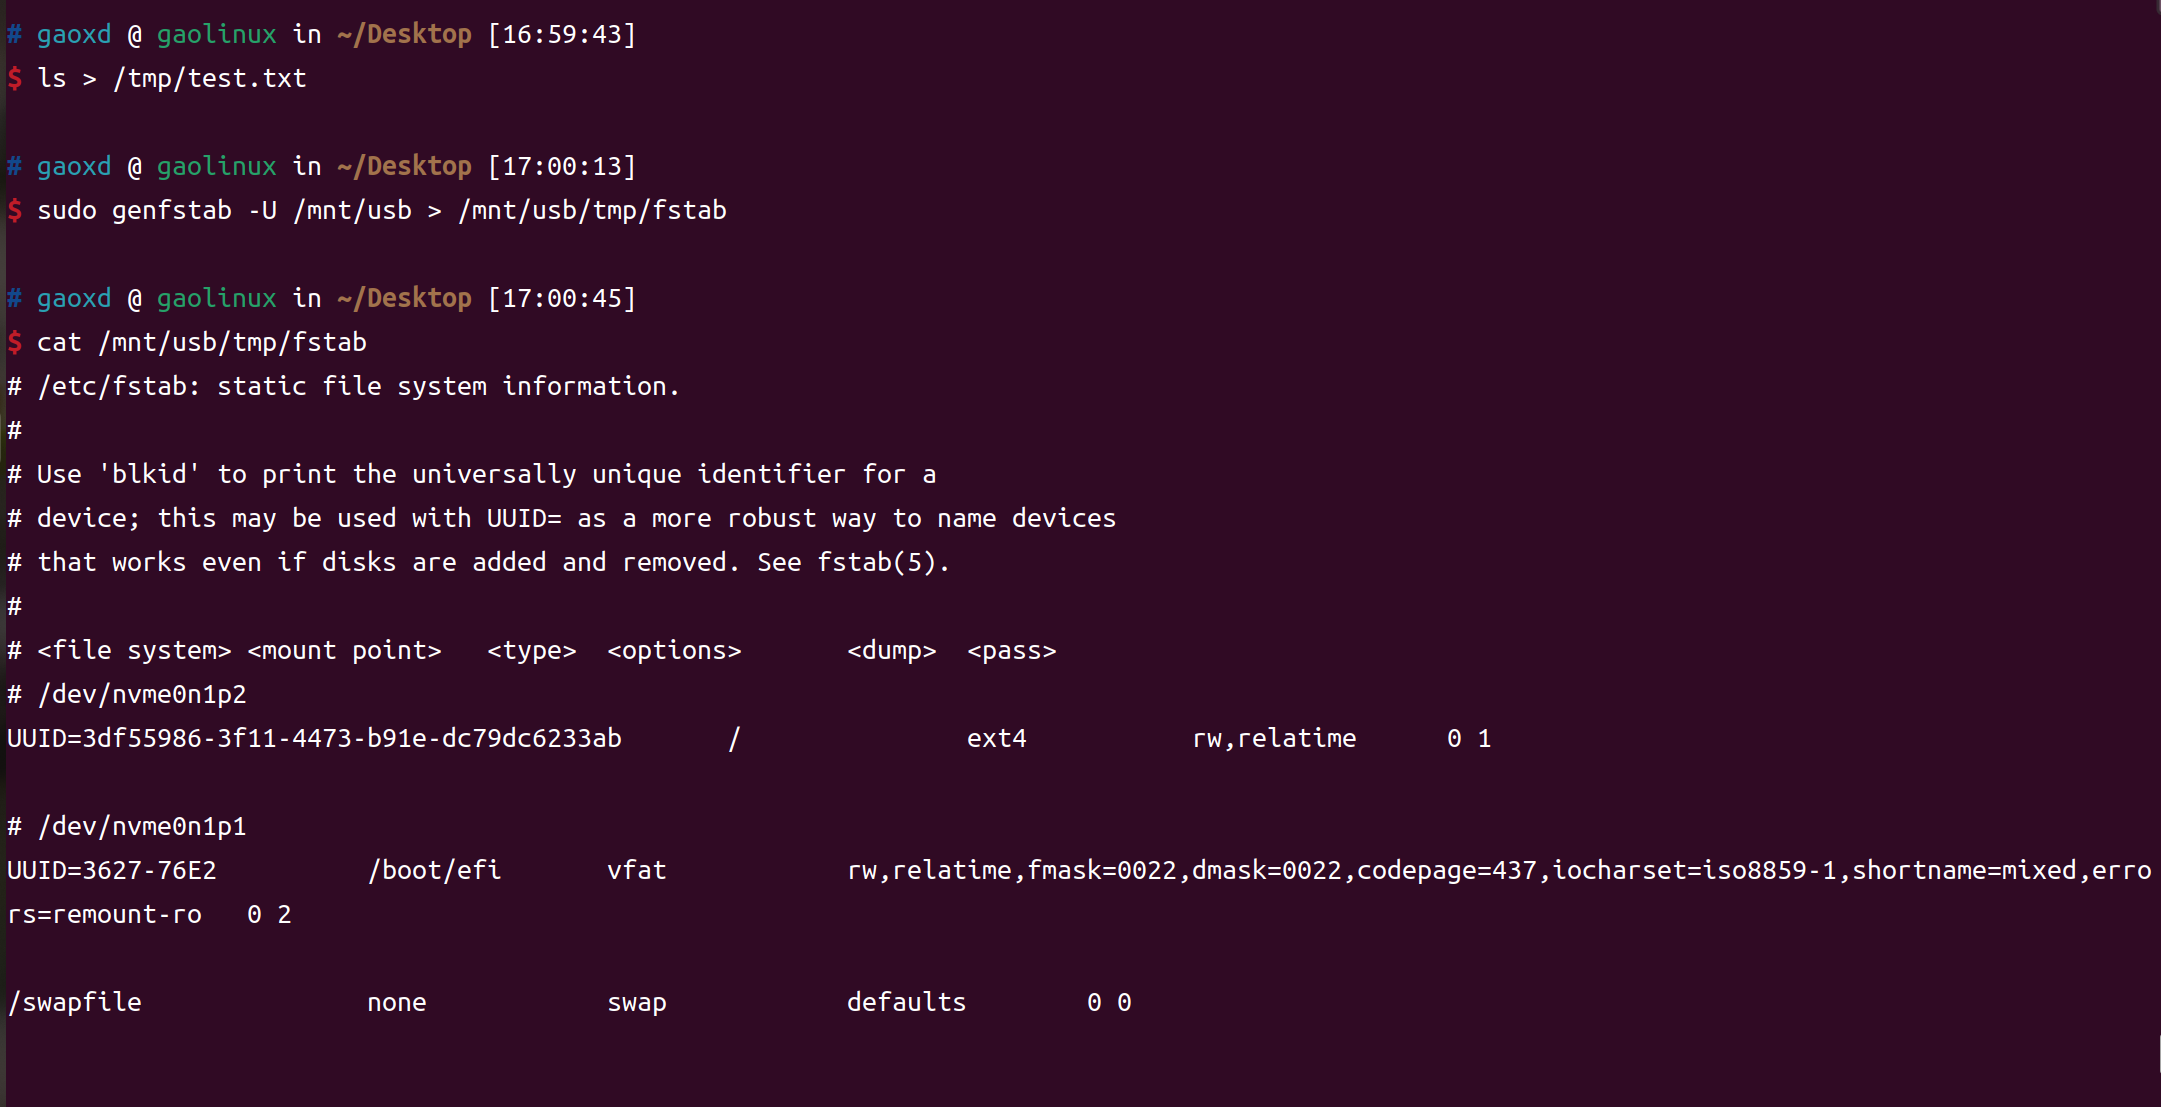 # gaoxd @ gaolinux in ~/Desktop [16:59:43]
$ ls > /tmp/test.txt
# gaoxd @ gaolinux in ~/Desktop [17:00:13]
$ sudo genfstab -U /mnt/usb > /mnt/usb/tmp/fstab
# gaoxd @ gaolinux in ~/Desktop [17:00:45]
$ cat /mnt/usb/tmp/fstab
# /etc/fstab: static file system information.
#
# Use 'blkid' to print the universally unique identifier for a
# device; this may be used with UUID= as a more robust way to name devices
# that works even if disks are added and removed. See fstab(5).
#
# <file system> <mount point>   <type>  <options>       <dump>  <pass>
# /dev/nvme0n1p2
UUID=3df55986-3f11-4473-b91e-dc79dc6233ab       /               ext4           rw,relatime      0 1
# /dev/nvme0n1p1
UUID=3627-76E2          /boot/efi       vfat            rw,relatime,fmask=0022,dmask=0022,codepage=437,iocharset=iso8859-1,shortname=mixed,erro
rs=remount-ro   0 2
/swapfile               none            swap            defaults        0 0